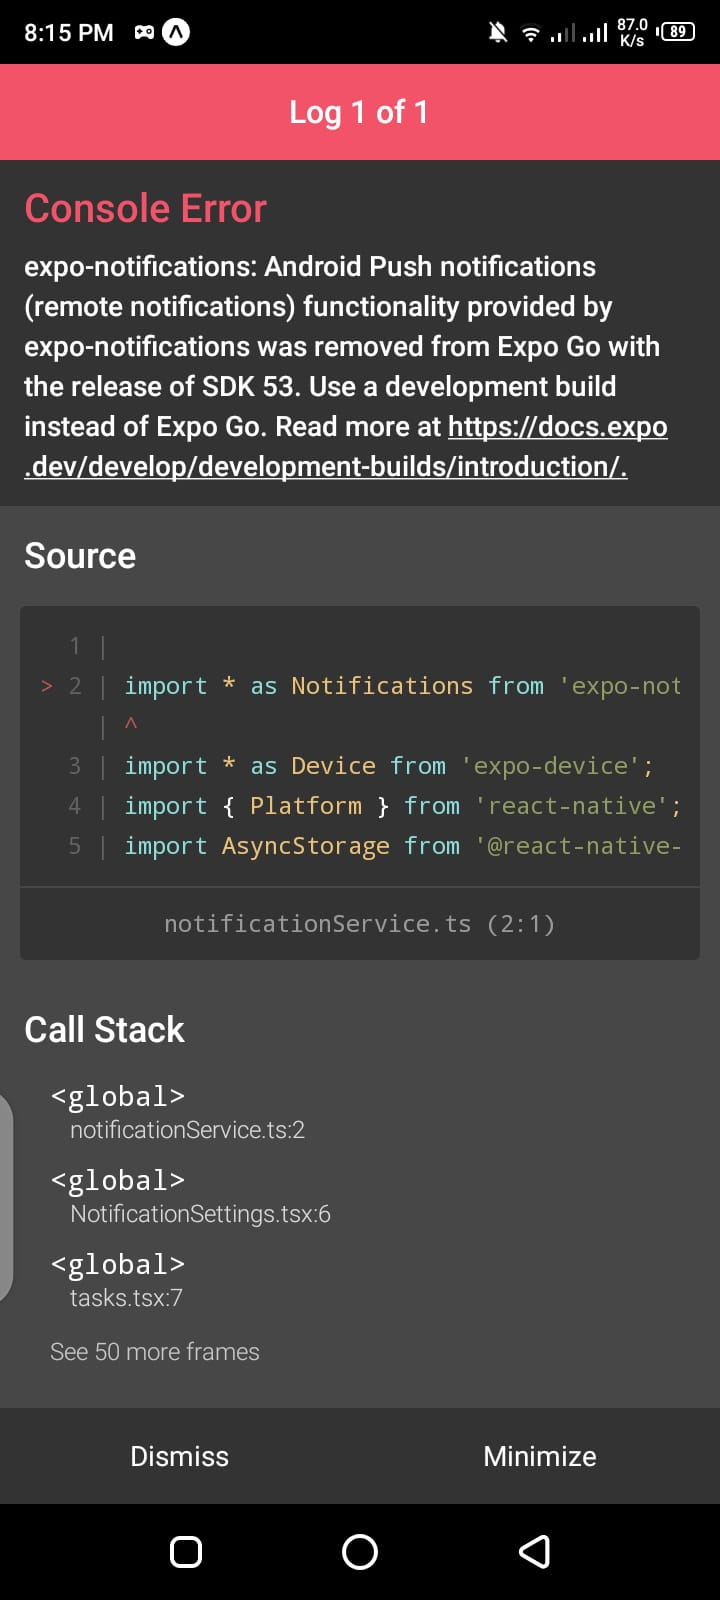 8:15 PM 87.0 K/s 89
Log 1 of 1
Console Error
expo-notifications: Android Push notifications
(remote notifications) functionality provided by
expo-notifications was removed from Expo Go with
the release of SDK 53. Use a development build
instead of Expo Go. Read more at https://docs.expo
.dev/develop/development-builds/introduction/.
Source
1 |
> 2 | import * as Notifications from 'expo-not
| ^
3 | import * as Device from 'expo-device';
4 | import { Platform } from 'react-native';
5 | import AsyncStorage from '@react-native-
notificationService.ts (2:1)
Call Stack
<global>
notificationService.ts:2
<global>
NotificationSettings.tsx:6
<global>
tasks.tsx:7
See 50 more frames
Dismiss Minimize